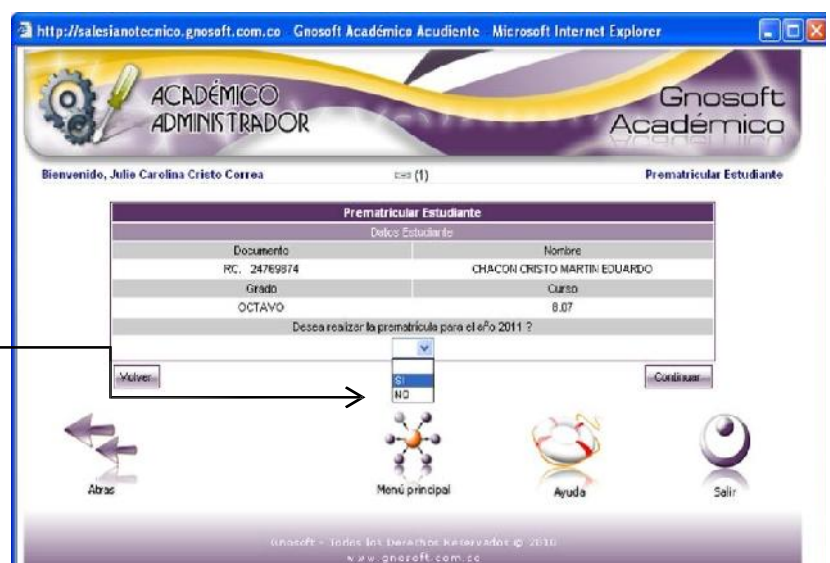 http://salesianotecnico.gnosoft.com.co Gnosoft Académico Acudiente Microsoft Internet Explorer
ACADÉMICO
ADMINISTRADOR
Gnosoft
Académico
Bienvenido, Julie Carolina Cristo Correa (1) Prematricular Estudiante
Prematricular Estudiante
Datos Estudiante
Documento Nombre
RC. 24769874 CHACON CRISTO MARTIN EDUARDO
Grado Curso
OCTAVO 8.07
Desea realizar la prematrícula para el año 2011 ?
SI
NO
Volver Continuar
Atras Menú principal Ayuda Salir
Gnosoft - Todos los Derechos Reservados © 2010
www.gnosoft.com.co